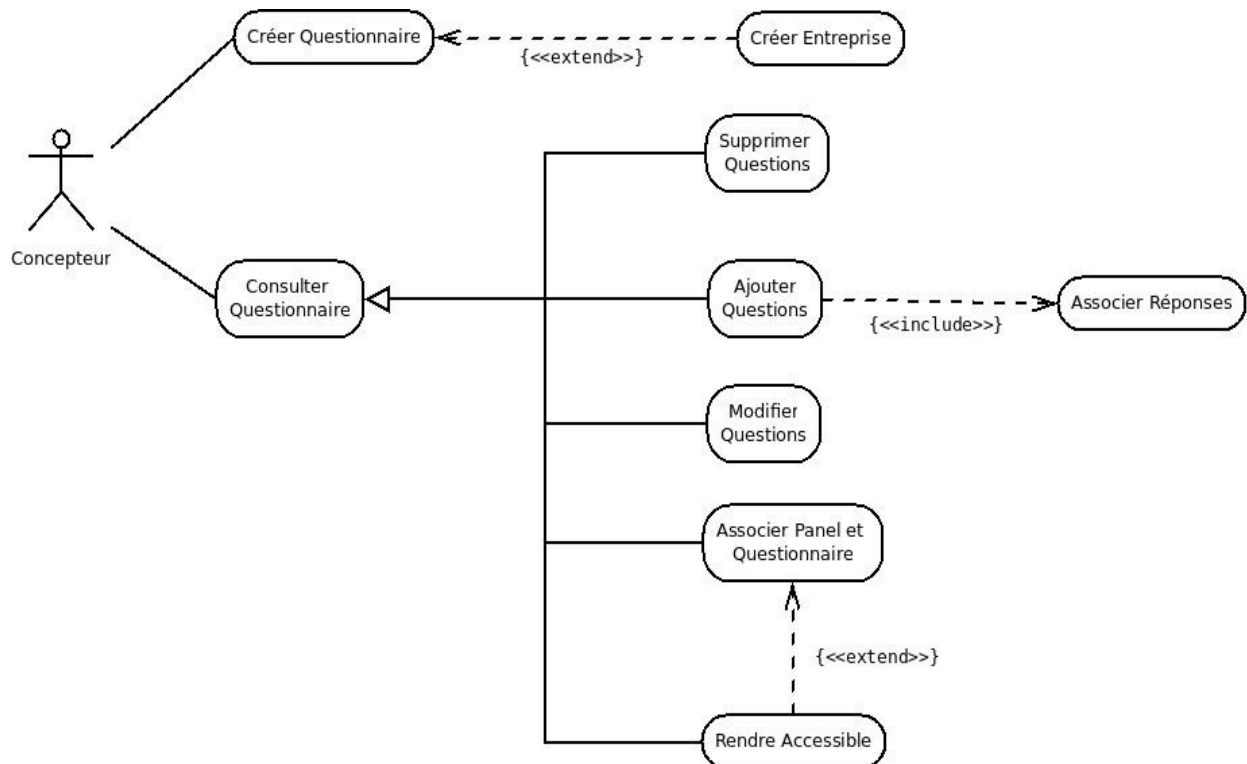 Créer Questionnaire
Créer Entreprise
{<<extend>>}
Supprimer
Questions
Concepteur
Consulter
Questionnaire
Ajouter
Questions
Associer Réponses
{<<include>>}
Modifier
Questions
Associer Panel et
Questionnaire
{<<extend>>}
Rendre Accessible